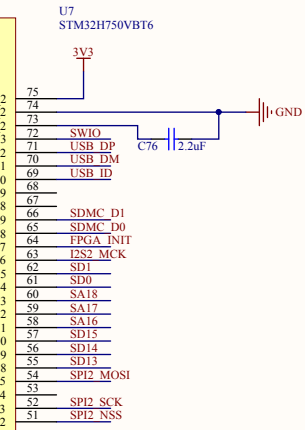 U7
STM32H750VBT6
3V3
75
74
73
72 SWIO
71 USB_DP
70 USB_DM
69 USB_ID
68
67
66 SDMC_D1
65 SDMC_D0
64 FPGA_INIT
63 I2S2_MCK
62 SD1
61 SD0
60 SA18
59 SA17
58 SA16
57 SD15
56 SD14
55 SD13
54 SPI2_MOSI
53
52 SPI2_SCK
51 SPI2_NSS
C76 2.2uF
GND